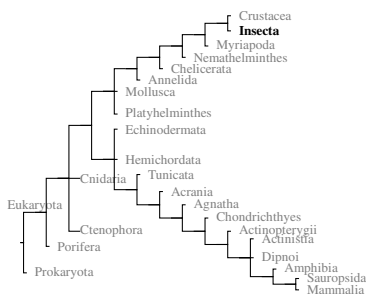 Crustacea
Insecta
Myriapoda
Nemathelminthes
Chelicerata
Annelida
Mollusca
Platyhelminthes
Echinodermata
Hemichordata
Tunicata
Cnidaria
Acrania
Eukaryota
Agnatha
Chondrichthyes
Ctenophora
Actinopterygii
Actinistia
Porifera
Dipnoi
Amphibia
Prokaryota
Sauropsida
Mammalia